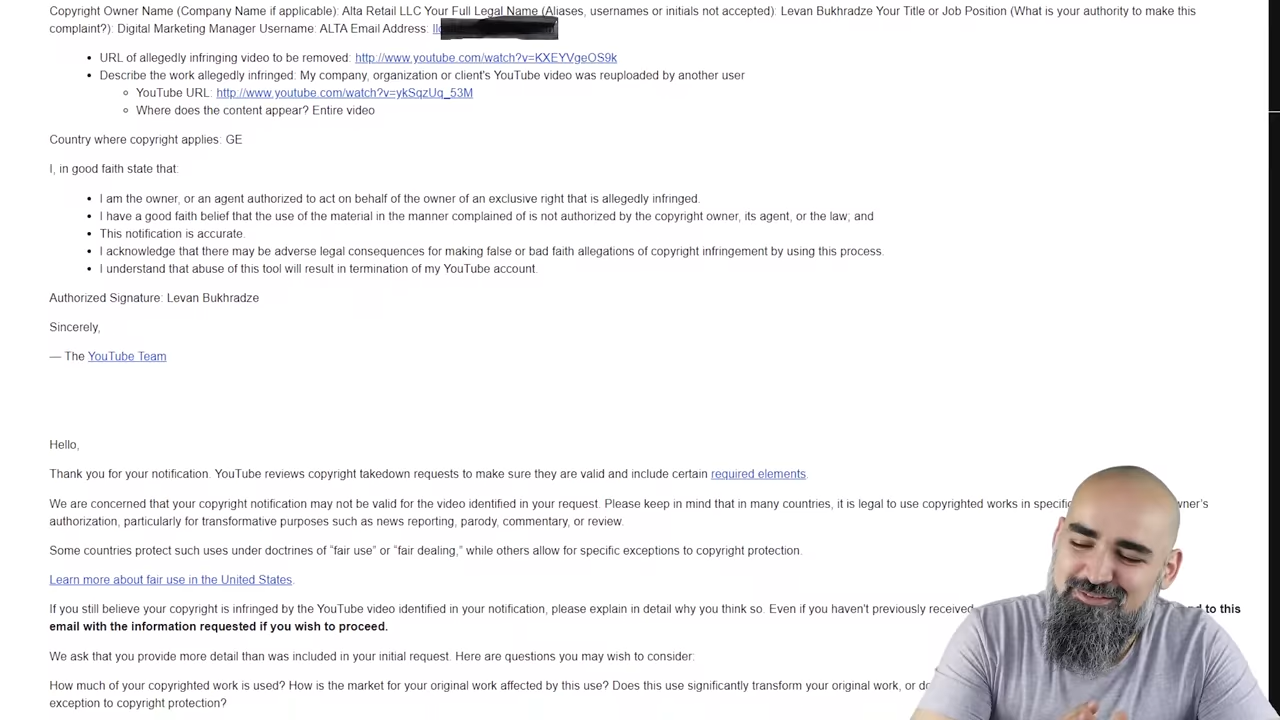 Copyright Owner Name (Company Name if applicable): Alta Retail LLC Your Full Legal Name (Aliases, usernames or initials not accepted): Levan Bukhradze Your Title or Job Position (What is your authority to make this
complaint?): Digital Marketing Manager Username: ALTA Email Address:
• URL of allegedly infringing video to be removed: http://www.youtube.com/watch?v=KXEYVgeOS9k
• Describe the work allegedly infringed: My company, organization or client's YouTube video was reuploaded by another user
◦ YouTube URL: http://www.youtube.com/watch?v=ykSqzUq_53M
◦ Where does the content appear? Entire video
Country where copyright applies: GE
I, in good faith state that:
• I am the owner, or an agent authorized to act on behalf of the owner of an exclusive right that is allegedly infringed.
• I have a good faith belief that the use of the material in the manner complained of is not authorized by the copyright owner, its agent, or the law; and
• This notification is accurate.
• I acknowledge that there may be adverse legal consequences for making false or bad faith allegations of copyright infringement by using this process.
• I understand that abuse of this tool will result in termination of my YouTube account.
Authorized Signature: Levan Bukhradze
Sincerely,
— The YouTube Team
Hello,
Thank you for your notification. YouTube reviews copyright takedown requests to make sure they are valid and include certain required elements.
We are concerned that your copyright notification may not be valid for the video identified in your request. Please keep in mind that in many countries, it is legal to use copyrighted works in specific
authorization, particularly for transformative purposes such as news reporting, parody, commentary, or review.
Some countries protect such uses under doctrines of “fair use” or “fair dealing,” while others allow for specific exceptions to copyright protection.
Learn more about fair use in the United States.
If you still believe your copyright is infringed by the YouTube video identified in your notification, please explain in detail why you think so. Even if you haven't previously received to this
email with the information requested if you wish to proceed.
We ask that you provide more detail than was included in your initial request. Here are questions you may wish to consider:
How much of your copyrighted work is used? How is the market for your original work affected by this use? Does this use significantly transform your original work, or
exception to copyright protection?